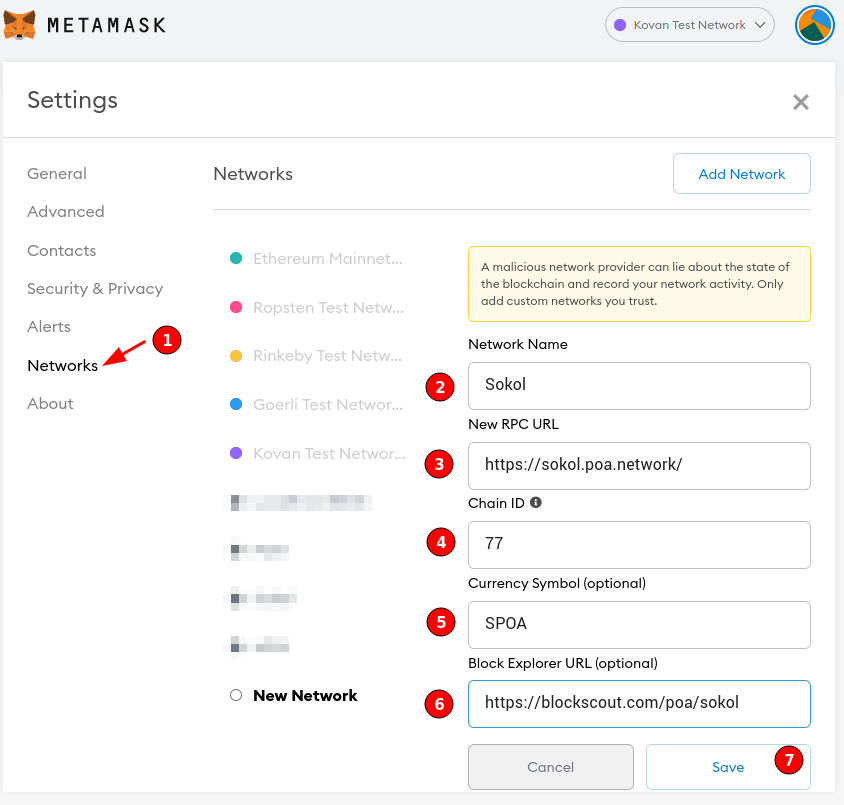 METAMASK
Kovan Test Network
Settings
General
Advanced
Contacts
Security & Privacy
Alerts
1
Networks
About
Networks
Add Network
Ethereum Mainnet...
Ropsten Test Netw...
Rinkeby Test Netw...
Goerli Test Networ...
Kovan Test Networ...
New Network
A malicious network provider can lie about the state of
the blockchain and record your network activity. Only
add custom networks you trust.
Network Name
2
Sokol
New RPC URL
3
https://sokol.poa.network/
Chain ID
4
77
Currency Symbol (optional)
5
SPOA
Block Explorer URL (optional)
6
https://blockscout.com/poa/sokol
Cancel
Save
7